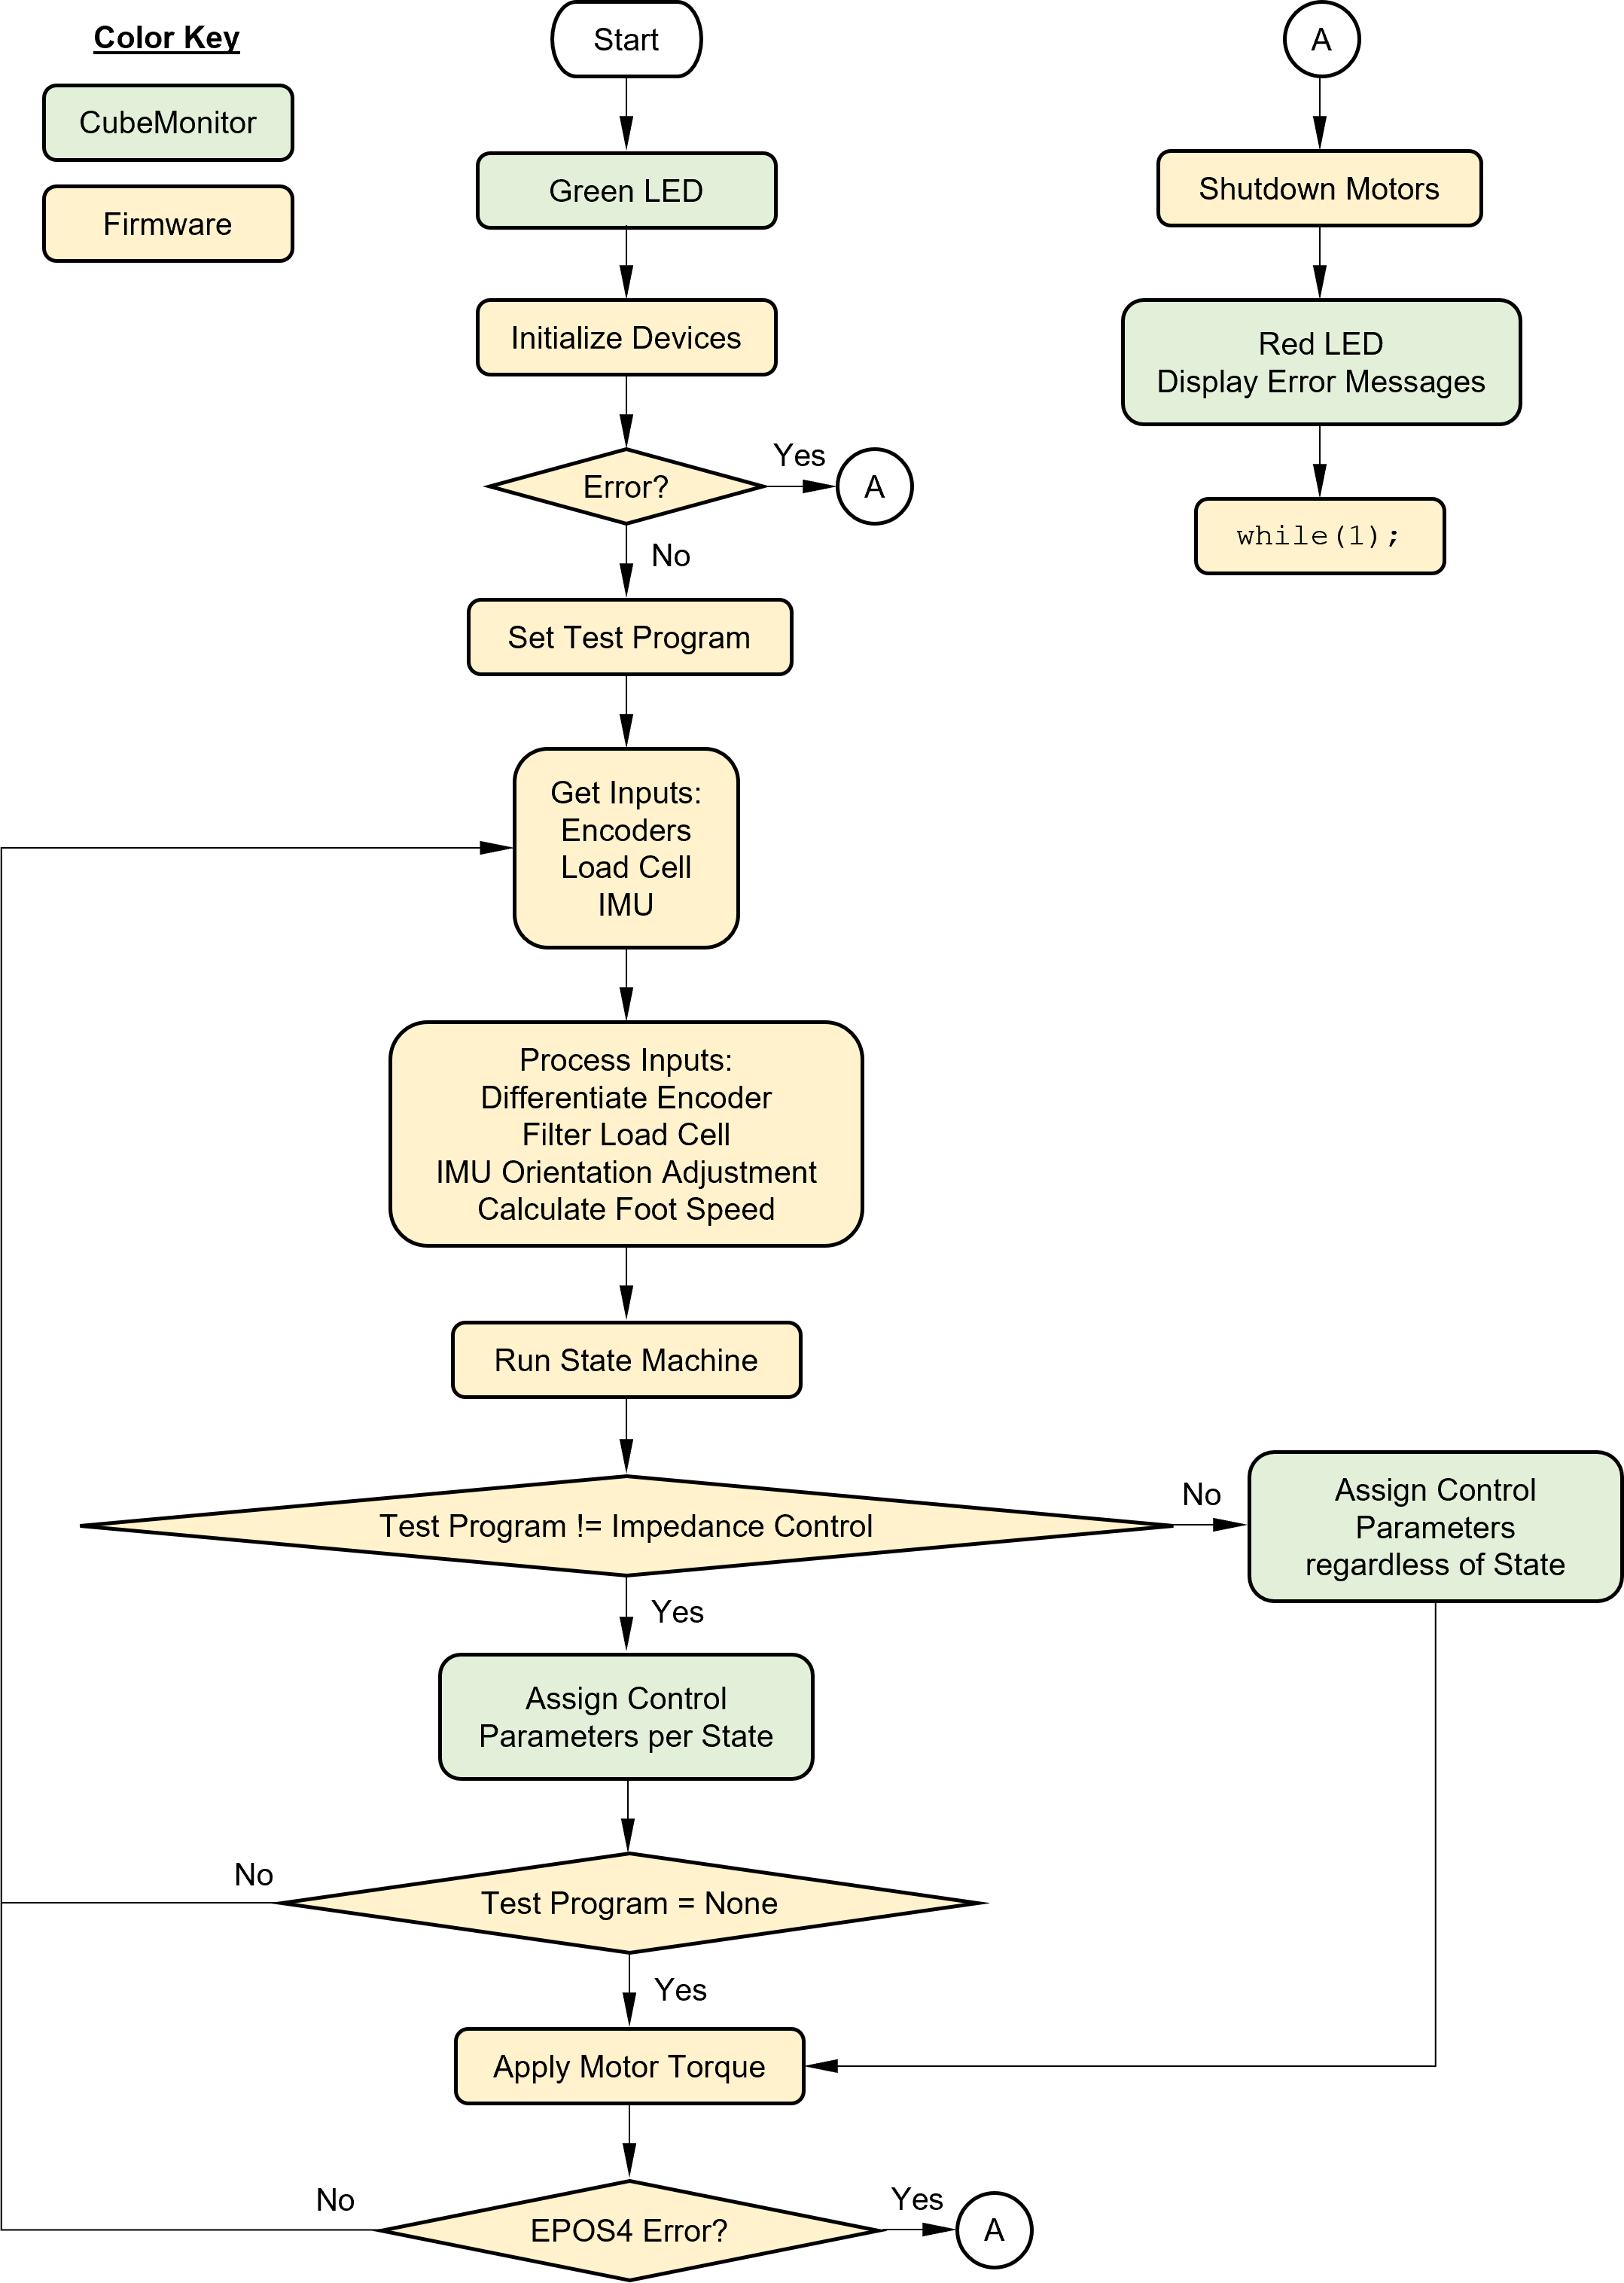 Color Key
CubeMonitor
Firmware
Start
Green LED
Initialize Devices
Error?
Yes
A
No
Set Test Program
Get Inputs:
Encoders
Load Cell
IMU
Process Inputs:
Differentiate Encoder
Filter Load Cell
IMU Orientation Adjustment
Calculate Foot Speed
Run State Machine
Test Program != Impedance Control
No
Assign Control
Parameters
regardless of State
Yes
Assign Control
Parameters per State
No
Test Program = None
Yes
Apply Motor Torque
No
EPOS4 Error?
Yes
A
A
Shutdown Motors
Red LED
Display Error Messages
while(1);